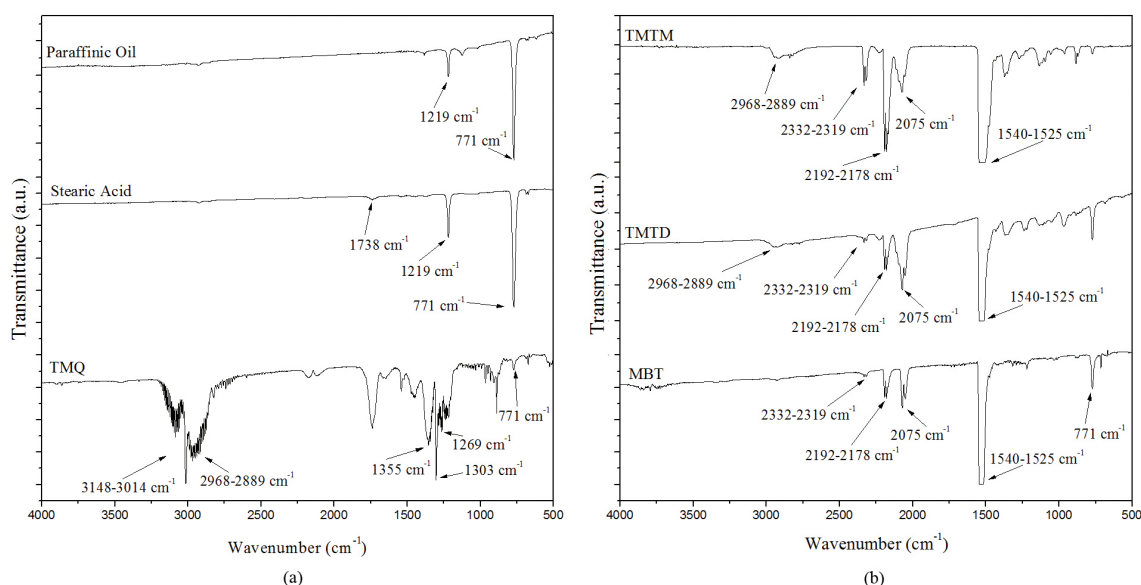 Transmittance (a.u.)
Paraffinic Oil
1219 cm⁻¹
771 cm⁻¹
Stearic Acid
1738 cm⁻¹
1219 cm⁻¹
771 cm⁻¹
TMQ
771 cm⁻¹
1269 cm⁻¹
1355 cm⁻¹
1303 cm⁻¹
3148-3014 cm⁻¹
2968-2889 cm⁻¹
4000 3500 3000 2500 2000 1500 1000 500
Wavenumber (cm⁻¹)
(a)
Transmittance (a.u.)
TMTM
2968-2889 cm⁻¹
2332-2319 cm⁻¹
2075 cm⁻¹
1540-1525 cm⁻¹
2192-2178 cm⁻¹
TMTD
2968-2889 cm⁻¹
2332-2319 cm⁻¹
2192-2178 cm⁻¹
2075 cm⁻¹
1540-1525 cm⁻¹
MBT
2332-2319 cm⁻¹
2192-2178 cm⁻¹
2075 cm⁻¹
771 cm⁻¹
1540-1525 cm⁻¹
4000 3500 3000 2500 2000 1500 1000 500
Wavenumber (cm⁻¹)
(b)